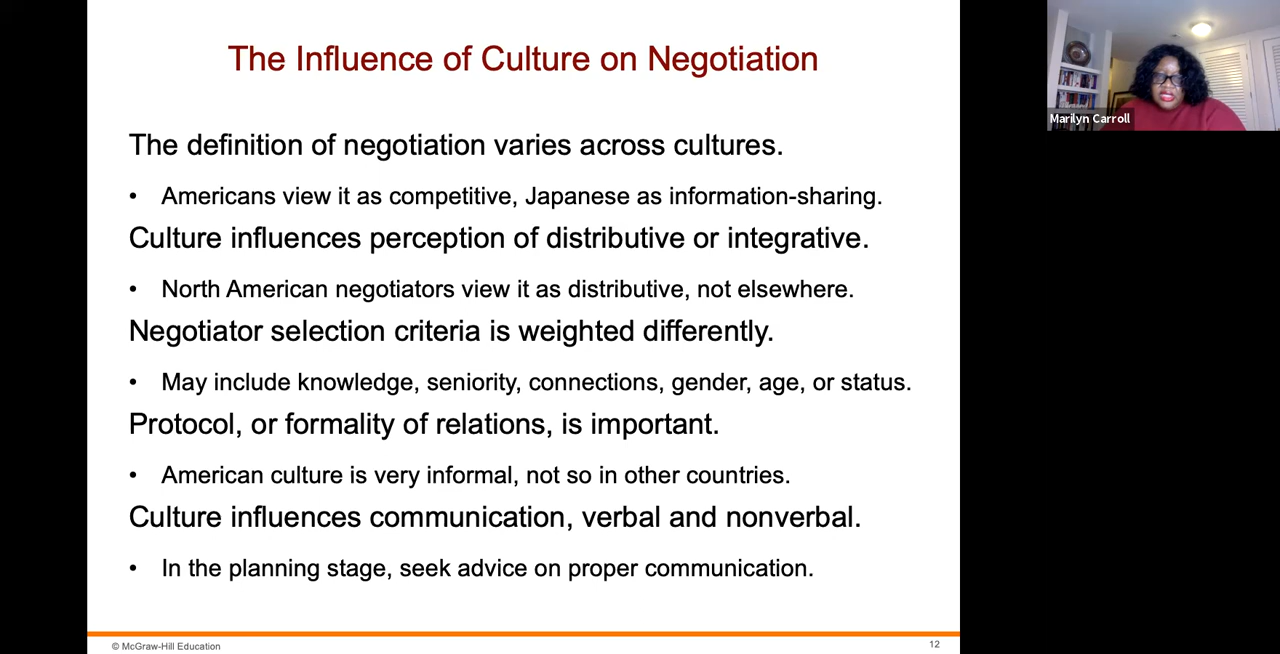 The Influence of Culture on Negotiation
Marilyn Carroll
The definition of negotiation varies across cultures.
• Americans view it as competitive, Japanese as information-sharing.
Culture influences perception of distributive or integrative.
• North American negotiators view it as distributive, not elsewhere.
Negotiator selection criteria is weighted differently.
• May include knowledge, seniority, connections, gender, age, or status.
Protocol, or formality of relations, is important.
• American culture is very informal, not so in other countries.
Culture influences communication, verbal and nonverbal.
• In the planning stage, seek advice on proper communication.
© McGraw-Hill Education
12